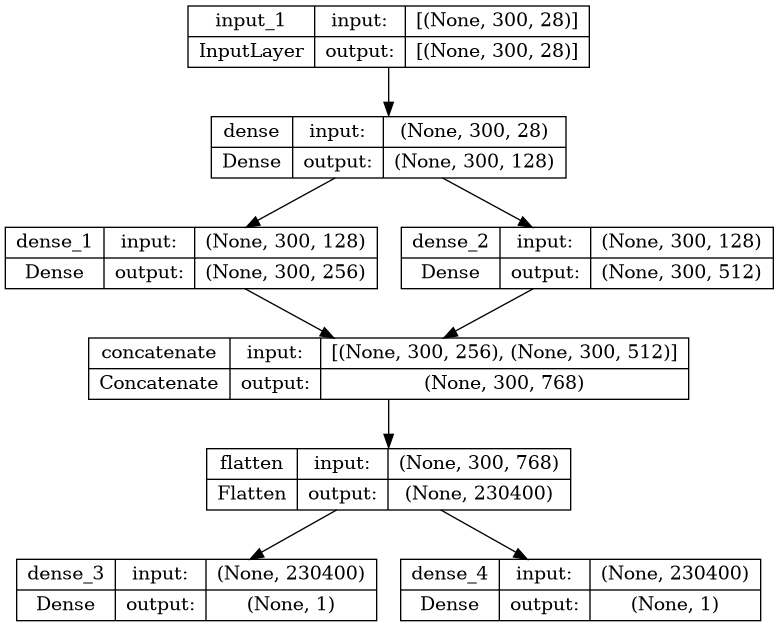 input_1 input: [(None, 300, 28)]
InputLayer output: [(None, 300, 28)]
dense input: (None, 300, 28)
Dense output: (None, 300, 128)
dense_1 input: (None, 300, 128)
Dense output: (None, 300, 256)
dense_2 input: (None, 300, 128)
Dense output: (None, 300, 512)
concatenate input: [(None, 300, 256), (None, 300, 512)]
Concatenate output: (None, 300, 768)
flatten input: (None, 300, 768)
Flatten output: (None, 230400)
dense_3 input: (None, 230400)
Dense output: (None, 1)
dense_4 input: (None, 230400)
Dense output: (None, 1)